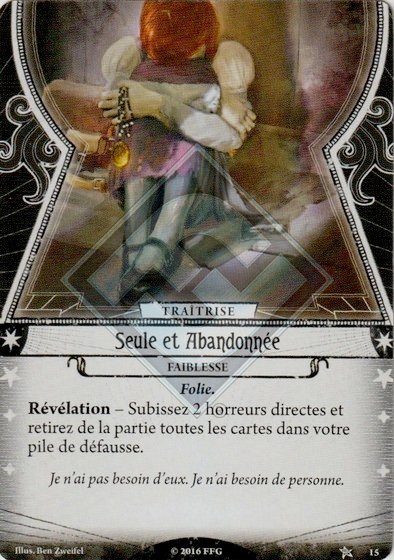 TRAÎTRISE
Seule et Abandonnée
FAIBLESSE
Folie.
Révélation – Subissez 2 horreurs directes et
retirez de la partie toutes les cartes dans votre
pile de défausse.
Je n'ai pas besoin d'eux. Je n'ai besoin de personne.
Illus. Ben Zweifel
© 2016 FFG
15